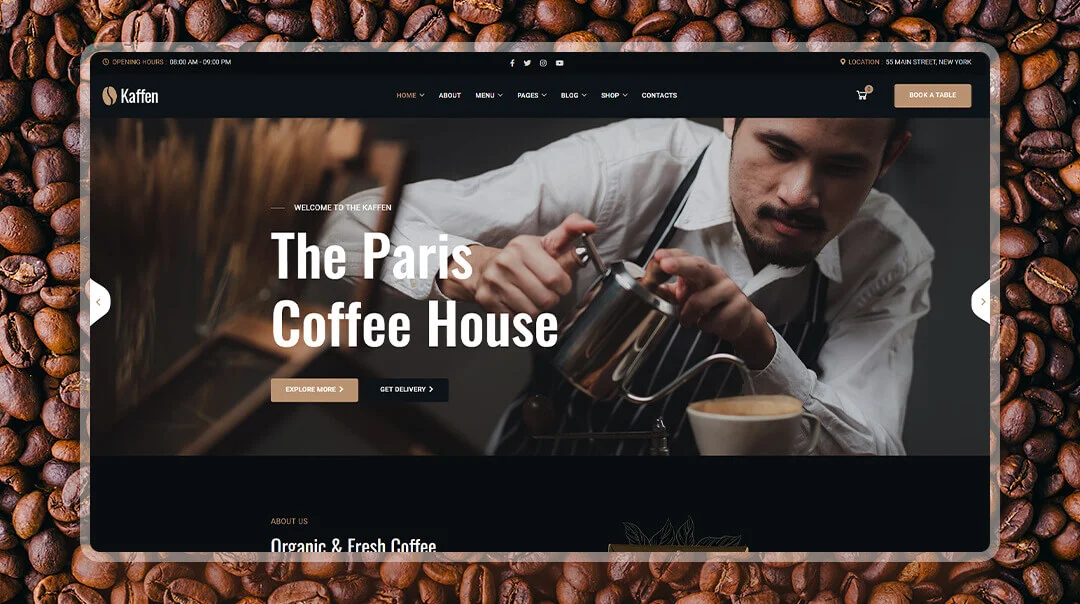 OPENING HOURS : 08:00 AM - 09:00 PM
LOCATION : 55 MAIN STREET, NEW YORK
Kaffen
HOME ABOUT MENU PAGES BLOG SHOP CONTACTS
0
BOOK A TABLE
WELCOME TO THE KAFFEN
The Paris
Coffee House
EXPLORE MORE
GET DELIVERY
ABOUT US
Organic & Fresh Coffee